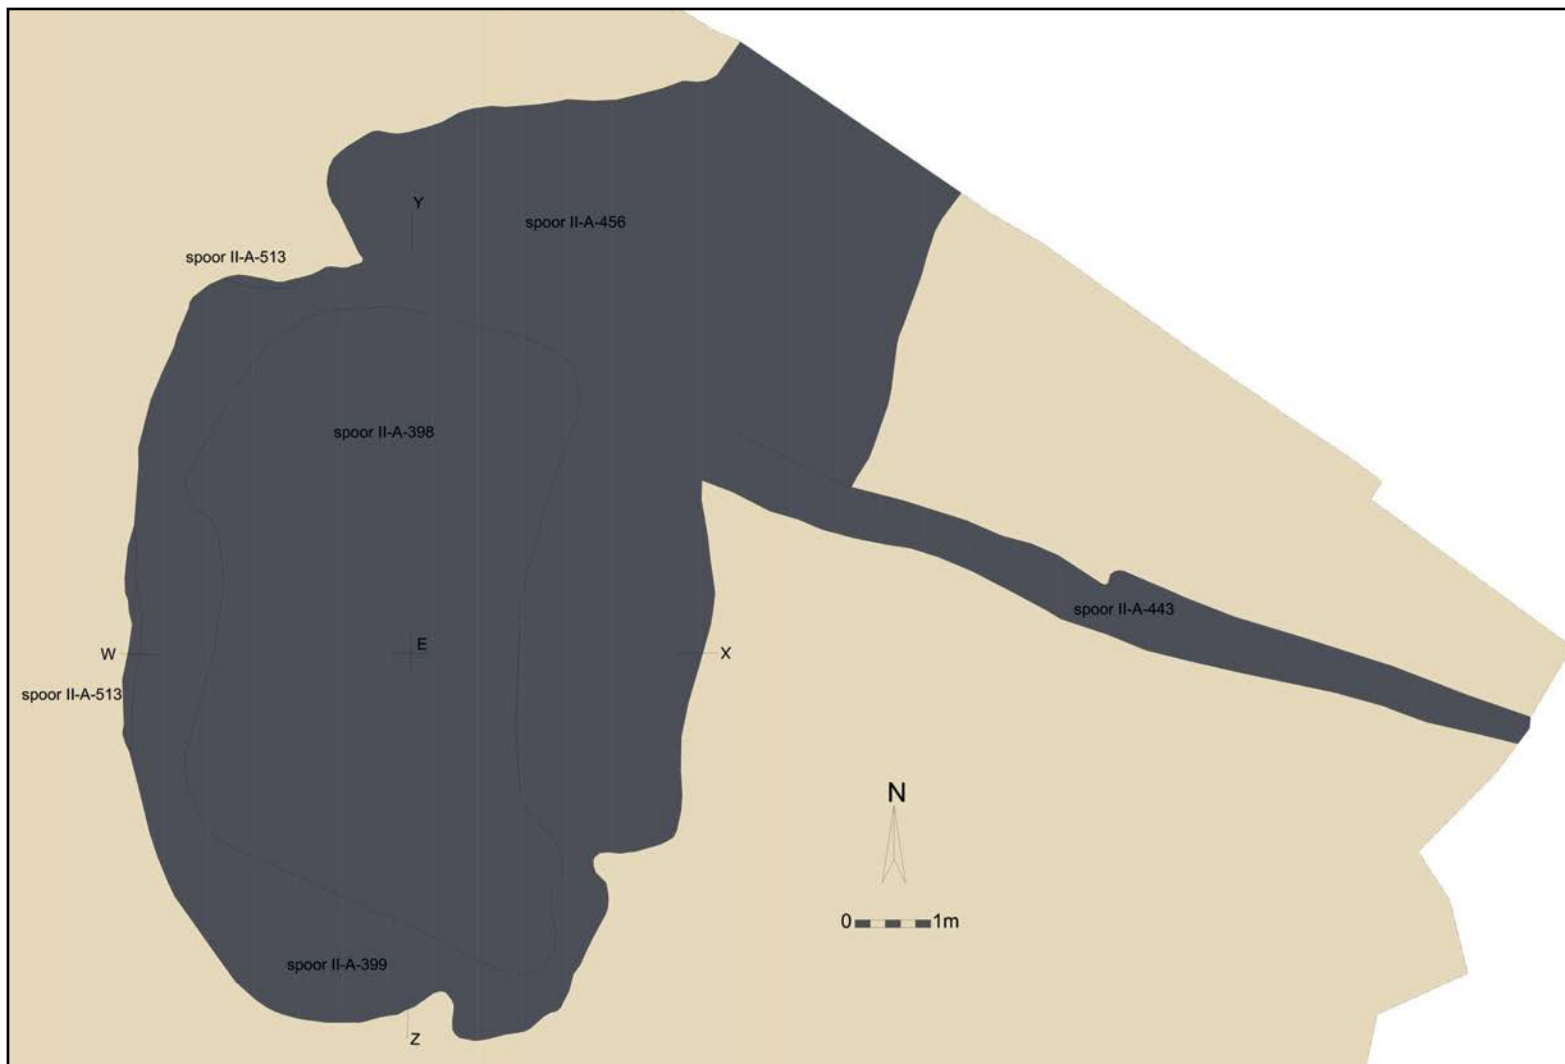 Y
spoor II-A-456
spoor II-A-513
spoor II-A-398
spoor II-A-443
E
W
X
spoor II-A-513
N
0 1m
spoor II-A-399
Z